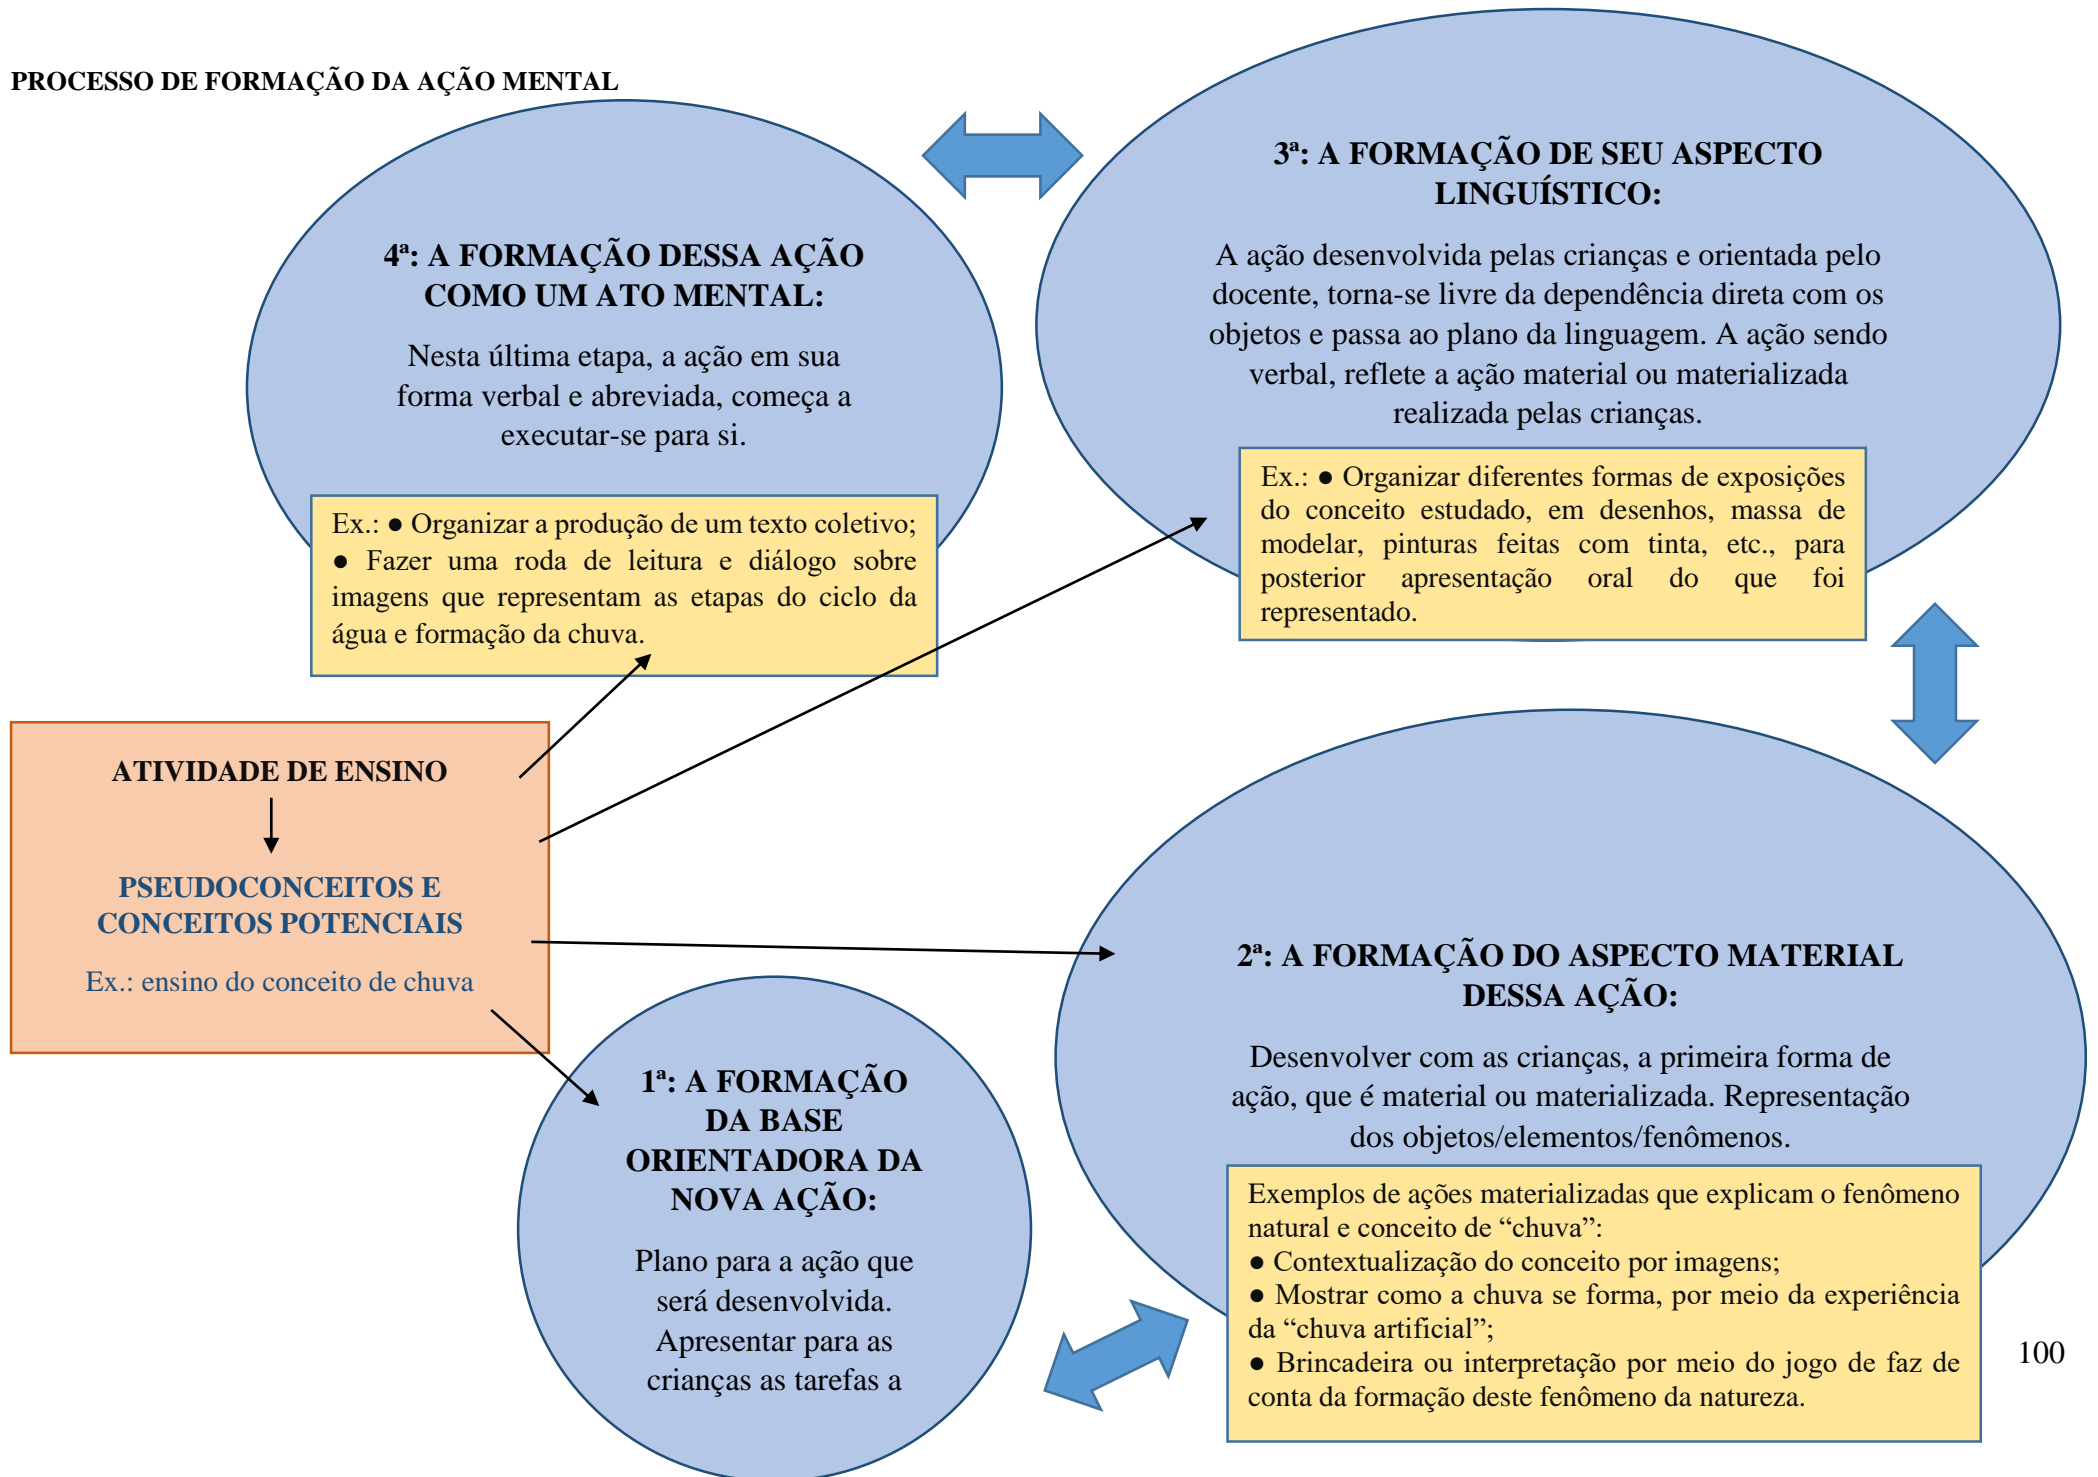 PROCESSO DE FORMAÇÃO DA AÇÃO MENTAL
4ª: A FORMAÇÃO DESSA AÇÃO
COMO UM ATO MENTAL:
Nesta última etapa, a ação em sua
forma verbal e abreviada, começa a
executar-se para si.
Ex.: ● Organizar a produção de um texto coletivo;
● Fazer uma roda de leitura e diálogo sobre
imagens que representam as etapas do ciclo da
água e formação da chuva.
3ª: A FORMAÇÃO DE SEU ASPECTO
LINGUÍSTICO:
A ação desenvolvida pelas crianças e orientada pelo
docente, torna-se livre da dependência direta com os
objetos e passa ao plano da linguagem. A ação sendo
verbal, reflete a ação material ou materializada
realizada pelas crianças.
Ex.: ● Organizar diferentes formas de exposições
do conceito estudado, em desenhos, massa de
modelar, pinturas feitas com tinta, etc., para
posterior apresentação oral do que foi
representado.
ATIVIDADE DE ENSINO
PSEUDOCONCEITOS E
CONCEITOS POTENCIAIS
Ex.: ensino do conceito de chuva
1ª: A FORMAÇÃO
DA BASE
ORIENTADORA DA
NOVA AÇÃO:
Plano para a ação que
será desenvolvida.
Apresentar para as
crianças as tarefas a
2ª: A FORMAÇÃO DO ASPECTO MATERIAL
DESSA AÇÃO:
Desenvolver com as crianças, a primeira forma de
ação, que é material ou materializada. Representação
dos objetos/elementos/fenômenos.
Exemplos de ações materializadas que explicam o fenômeno
natural e conceito de “chuva”:
● Contextualização do conceito por imagens;
● Mostrar como a chuva se forma, por meio da experiência
da “chuva artificial”;
● Brincadeira ou interpretação por meio do jogo de faz de
conta da formação deste fenômeno da natureza.
100